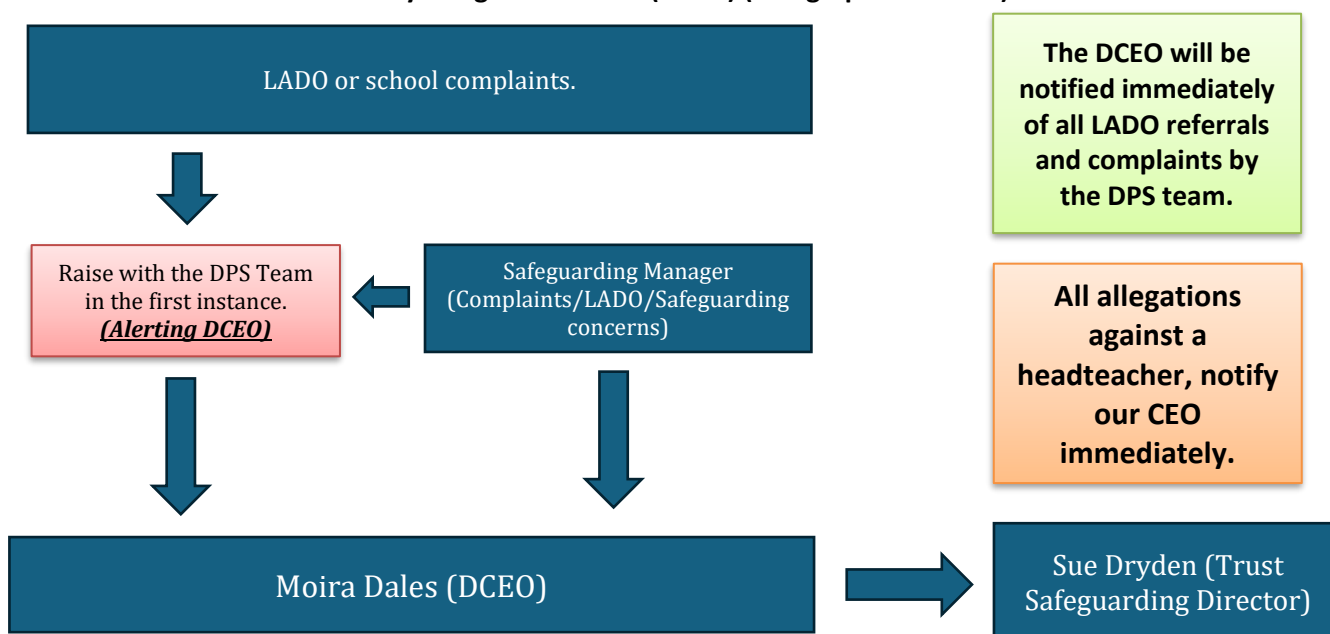 LADO or school complaints.
The DCEO will be
notified immediately
of all LADO referrals
and complaints by
the DPS team.
Raise with the DPS Team
in the first instance.
(Alerting DCEO)
Safeguarding Manager
(Complaints/LADO/Safeguarding
concerns)
All allegations
against a
headteacher, notify
our CEO
immediately.
Moira Dales (DCEO)
Sue Dryden (Trust
Safeguarding Director)